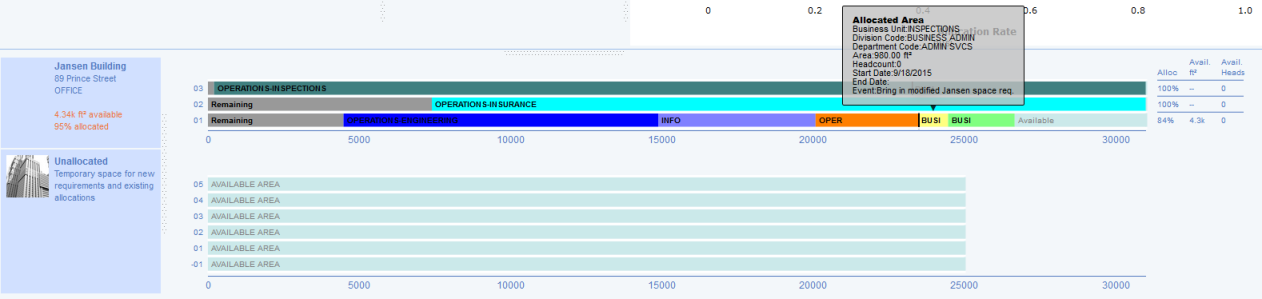 0 0.2 0.4 0.6 0.8 1.0
ration Rate
Allocated Area
Business Unit:INSPECTIONS
Division Code:BUSINESS ADMIN
Department Code:ADMIN SVCS
Area:980.00 ft²
Headcount:0
Start Date:9/18/2015
End Date:
Event:Bring in modified Jansen space req.
Jansen Building
89 Prince Street
OFFICE
4.34k ft² available
95% allocated
Alloc Avail. ft² Avail. Heads
03 OPERATIONS-INSPECTIONS 100% -- 0
02 Remaining OPERATIONS-INSURANCE 100% -- 0
01 Remaining OPERATIONS-ENGINEERING INFO OPER BUSI BUSI Available 84% 4.3k 0
0 5000 10000 15000 20000 25000 30000
Unallocated
Temporary space for new
requirements and existing
allocations
05 AVAILABLE AREA
04 AVAILABLE AREA
03 AVAILABLE AREA
02 AVAILABLE AREA
01 AVAILABLE AREA
-01 AVAILABLE AREA
0 5000 10000 15000 20000 25000 30000